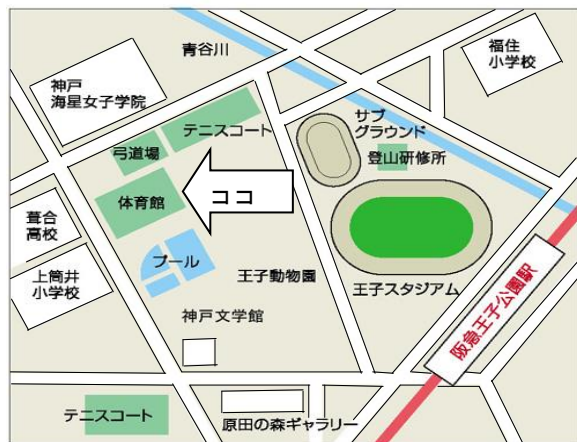 青谷川
福住
小学校
神戸
海星女子学院
サブ
グラウンド
テニスコート
弓道場
登山研修所
体育館
ココ
葺合
高校
プール
上筒井
小学校
王子動物園
王子スタジアム
神戸文学館
阪急王子公園駅
テニスコート
原田の森ギャラリー